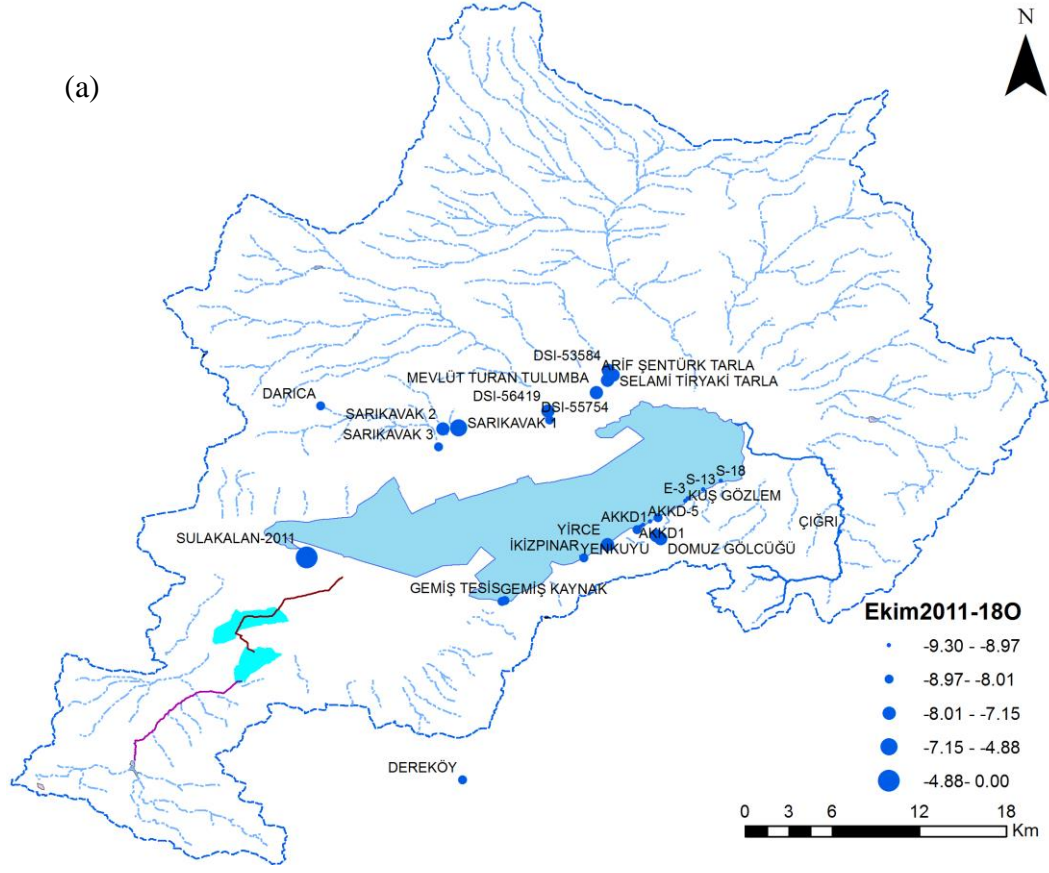 N
(a)
DSI-53584
ARİF ŞENTÜRK TARLA
MEVLÜT TURAN TULUMBA
SELAMİ TİRYAKİ TARLA
DARICA
DSI-56419
DSI-55754
SARIKAVAK 2
SARIKAVAK 1
SARIKAVAK 3
S-18
S-13
E-3
KUŞ GÖZLEM
AKKD-5
AKKD1
ÇIĞRI
YİRCE
AKKD1
SULAKALAN-2011
İKİZPINAR
YENKUYU
DOMUZ GÖLCÜĞÜ
GEMİŞ TESİS
GEMİŞ KAYNAK
Ekim2011-18O
-9.30 - -8.97
-8.97- -8.01
-8.01 - -7.15
-7.15 - -4.88
-4.88- 0.00
DEREKÖY
0 3 6 12 18
Km